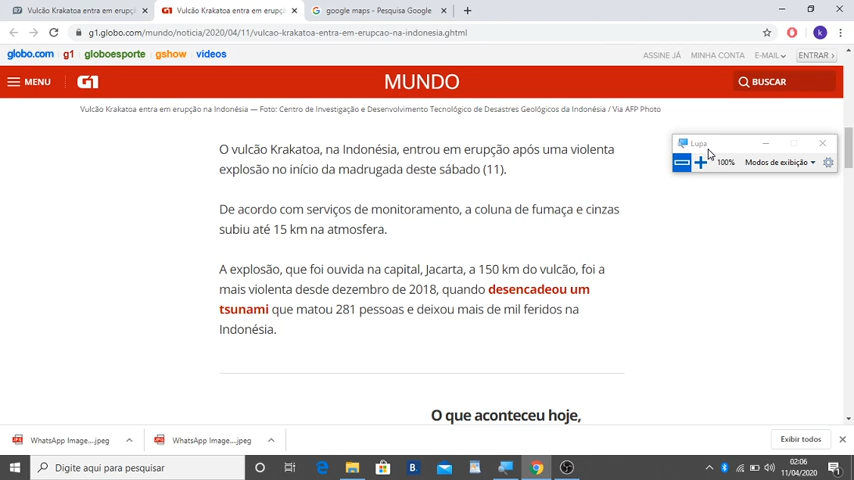 Vulcão Krakatoa entra em erupçã
Vulcão Krakatoa entra em erupç
google maps - Pesquisa Google
g1.globo.com/mundo/noticia/2020/04/11/vulcao-krakatoa-entra-em-erupcao-na-indonesia.ghtml
k
globo.com g1 globoesporte gshow videos
ASSINE JÁ MINHA CONTA E-MAIL ENTRAR
MENU G1 MUNDO BUSCAR
Vulcão Krakatoa entra em erupção na Indonésia — Foto: Centro de Investigação e Desenvolvimento Tecnológico de Desastres Geológicos da Indonésia / Via AFP Photo
Lupa
100% Modos de exibição
O vulcão Krakatoa, na Indonésia, entrou em erupção após uma violenta
explosão no início da madrugada deste sábado (11).
De acordo com serviços de monitoramento, a coluna de fumaça e cinzas
subiu até 15 km na atmosfera.
A explosão, que foi ouvida na capital, Jacarta, a 150 km do vulcão, foi a
mais violenta desde dezembro de 2018, quando desencadeou um
tsunami que matou 281 pessoas e deixou mais de mil feridos na
Indonésia.
O que aconteceu hoje,
WhatsApp Image....jpeg
WhatsApp Image....jpeg
Exibir todos
Digite aqui para pesquisar
B.
02:06
11/04/2020